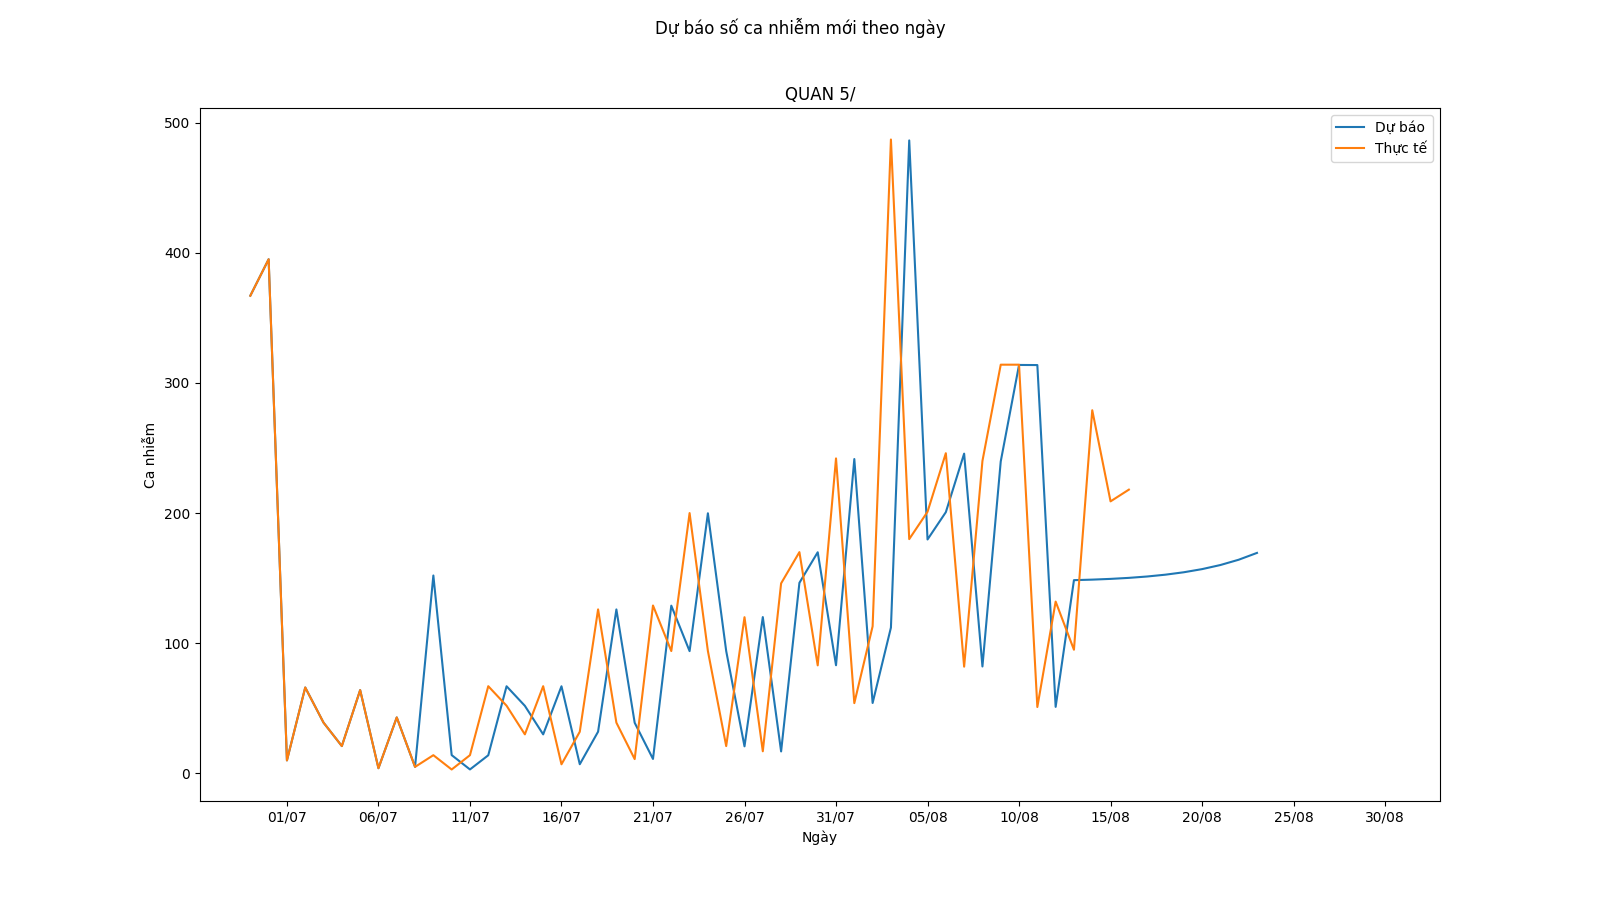 Dự báo số ca nhiễm mới theo ngày
QUAN 5/
500
400
300
200
100
0
Ca nhiễm
Dự báo
Thực tế
01/07 06/07 11/07 16/07 21/07 26/07 31/07 05/08 10/08 15/08 20/08 25/08 30/08
Ngày